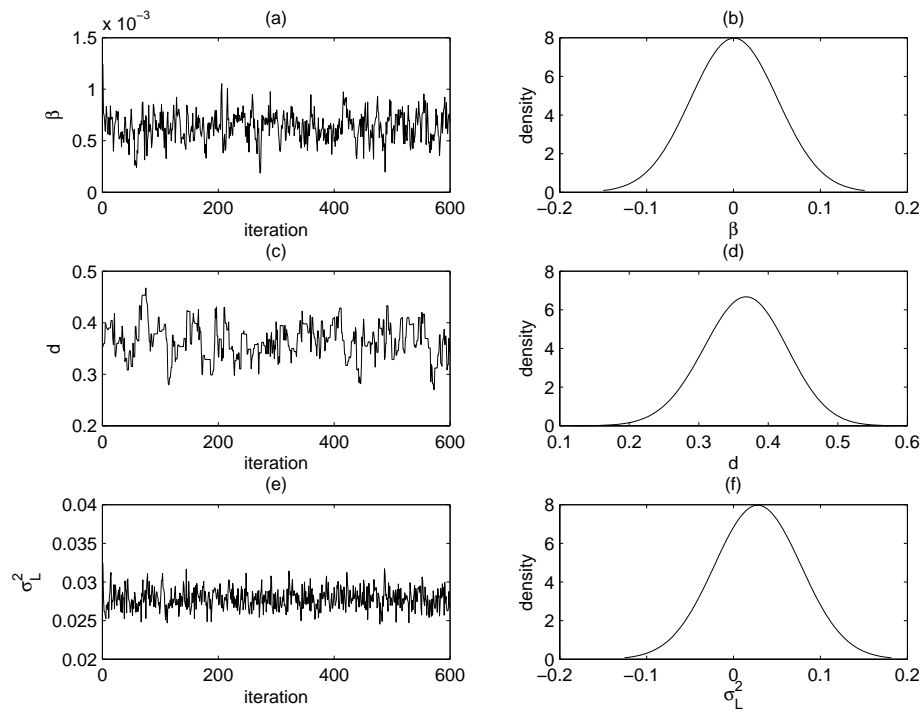 (a)
x 10⁻³
1.5
1
0.5
0
β
0 200 400 600
iteration
(b)
8
6
4
2
0
density
−0.2 −0.1 0 0.1 0.2
β
(c)
0.5
0.4
0.3
0.2
d
0 200 400 600
iteration
(d)
8
6
4
2
0
density
0.1 0.2 0.3 0.4 0.5 0.6
d
(e)
0.04
0.035
0.03
0.025
0.02
σ_L^2
0 200 400 600
iteration
(f)
8
6
4
2
0
density
−0.2 −0.1 0 0.1 0.2
σ_L^2